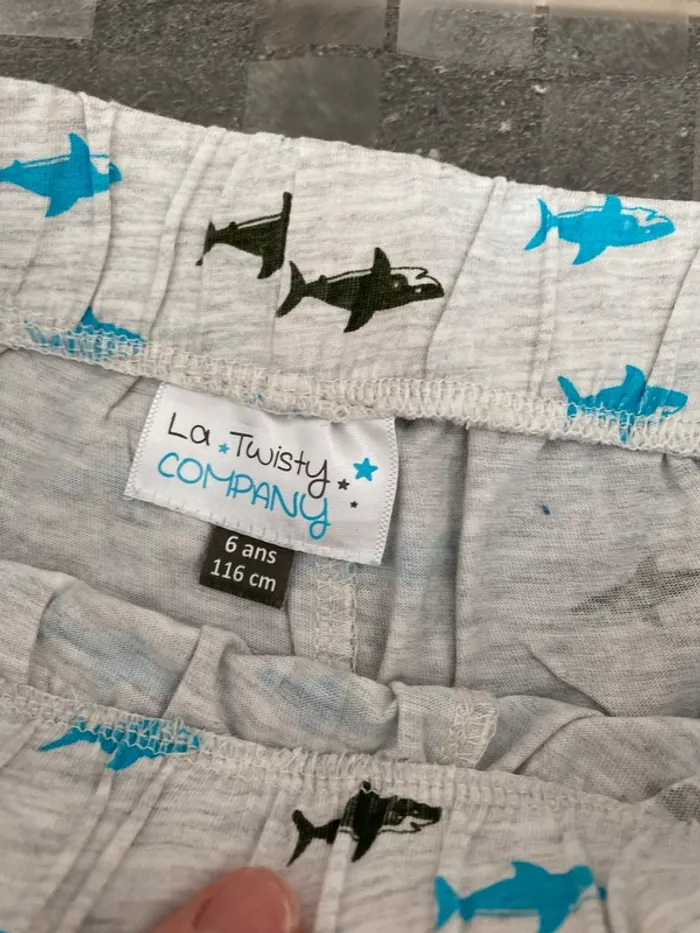 La Twisty
COMPANY
6 ans
116 cm